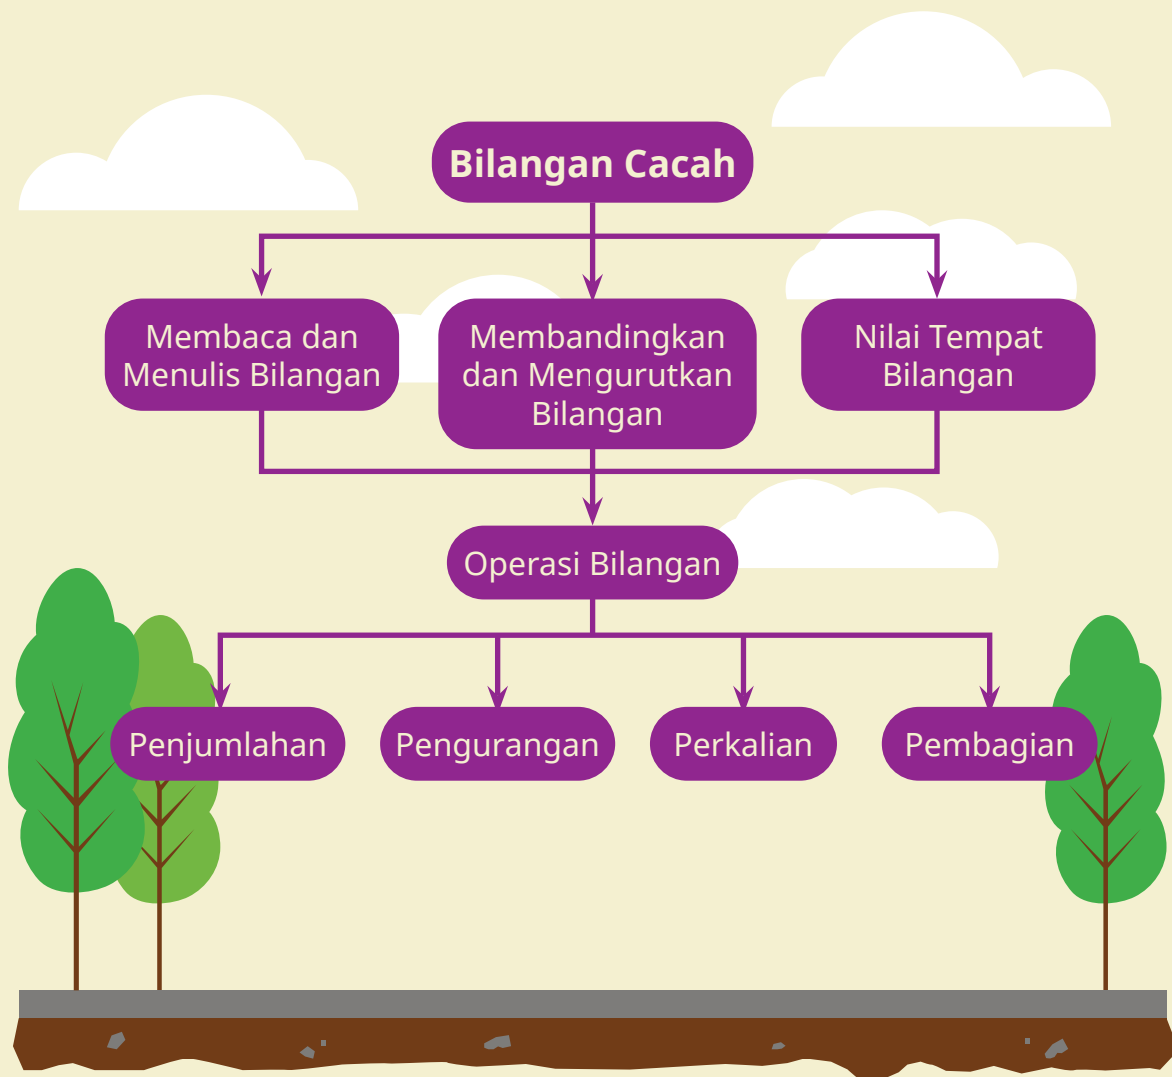 Bilangan Cacah
Membaca dan
Menulis Bilangan
Membandingkan
dan Mengurutkan
Bilangan
Nilai Tempat
Bilangan
Operasi Bilangan
Penjumlahan
Pengurangan
Perkalian
Pembagian